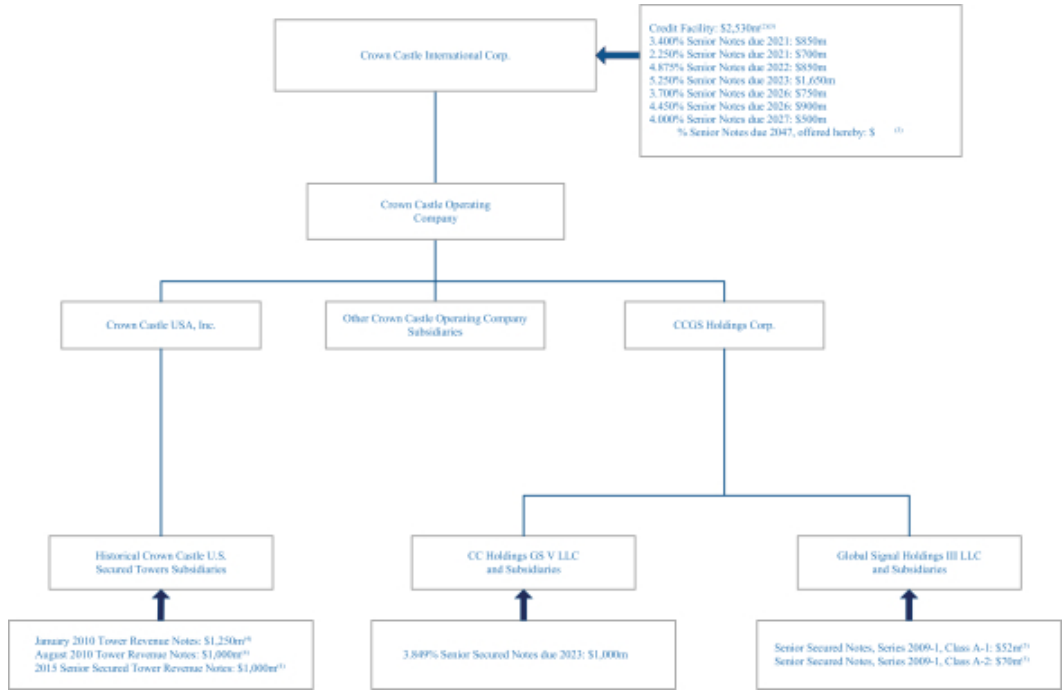 Crown Castle International Corp.
Credit Facility: $2,530m
3.400% Senior Notes due 2021: $850m
2.250% Senior Notes due 2021: $700m
4.875% Senior Notes due 2022: $850m
5.250% Senior Notes due 2023: $1,650m
3.700% Senior Notes due 2026: $750m
4.450% Senior Notes due 2026: $900m
4.000% Senior Notes due 2027: $500m
% Senior Notes due 2047, offered hereby: $
Crown Castle Operating
Company
Crown Castle USA, Inc.
Other Crown Castle Operating Company
Subsidiaries
CCGS Holdings Corp.
Historical Crown Castle U.S.
Secured Towers Subsidiaries
CC Holdings GS V LLC
and Subsidiaries
Global Signal Holdings III LLC
and Subsidiaries
January 2010 Tower Revenue Notes: $1,250m
August 2010 Tower Revenue Notes: $1,000m
2015 Senior Secured Tower Revenue Notes: $1,000m
3.849% Senior Secured Notes due 2023: $1,000m
Senior Secured Notes, Series 2009-1, Class A-1: $52m
Senior Secured Notes, Series 2009-1, Class A-2: $70m